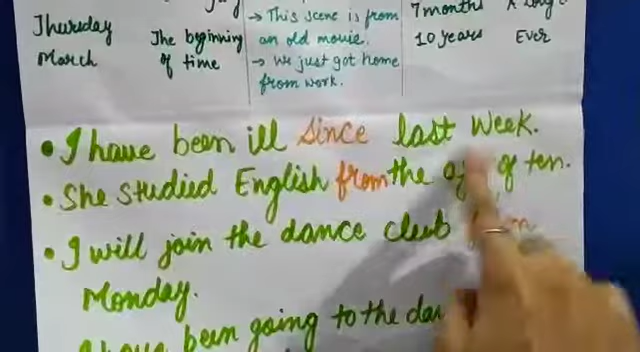 Thursday
March
The beginning
of time
→ This scene is from
an old movie.
→ We just got home
from work.
7 months
10 years
Ever
• I have been ill since last week.
• She studied English from the of ten.
• I will join the dance club
Monday.
been going to the